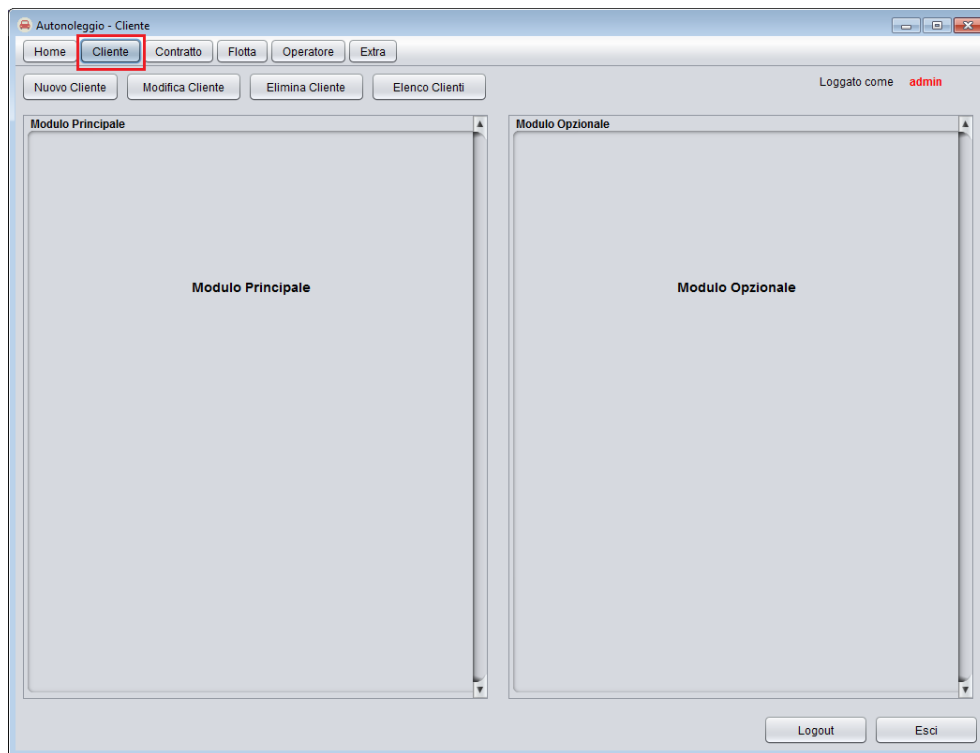 Autonoleggio - Cliente
Home Cliente Contratto Flotta Operatore Extra
Nuovo Cliente Modifica Cliente Elimina Cliente Elenco Clienti Loggato come admin
Modulo Principale Modulo Opzionale
Modulo Principale Modulo Opzionale
Logout Esci